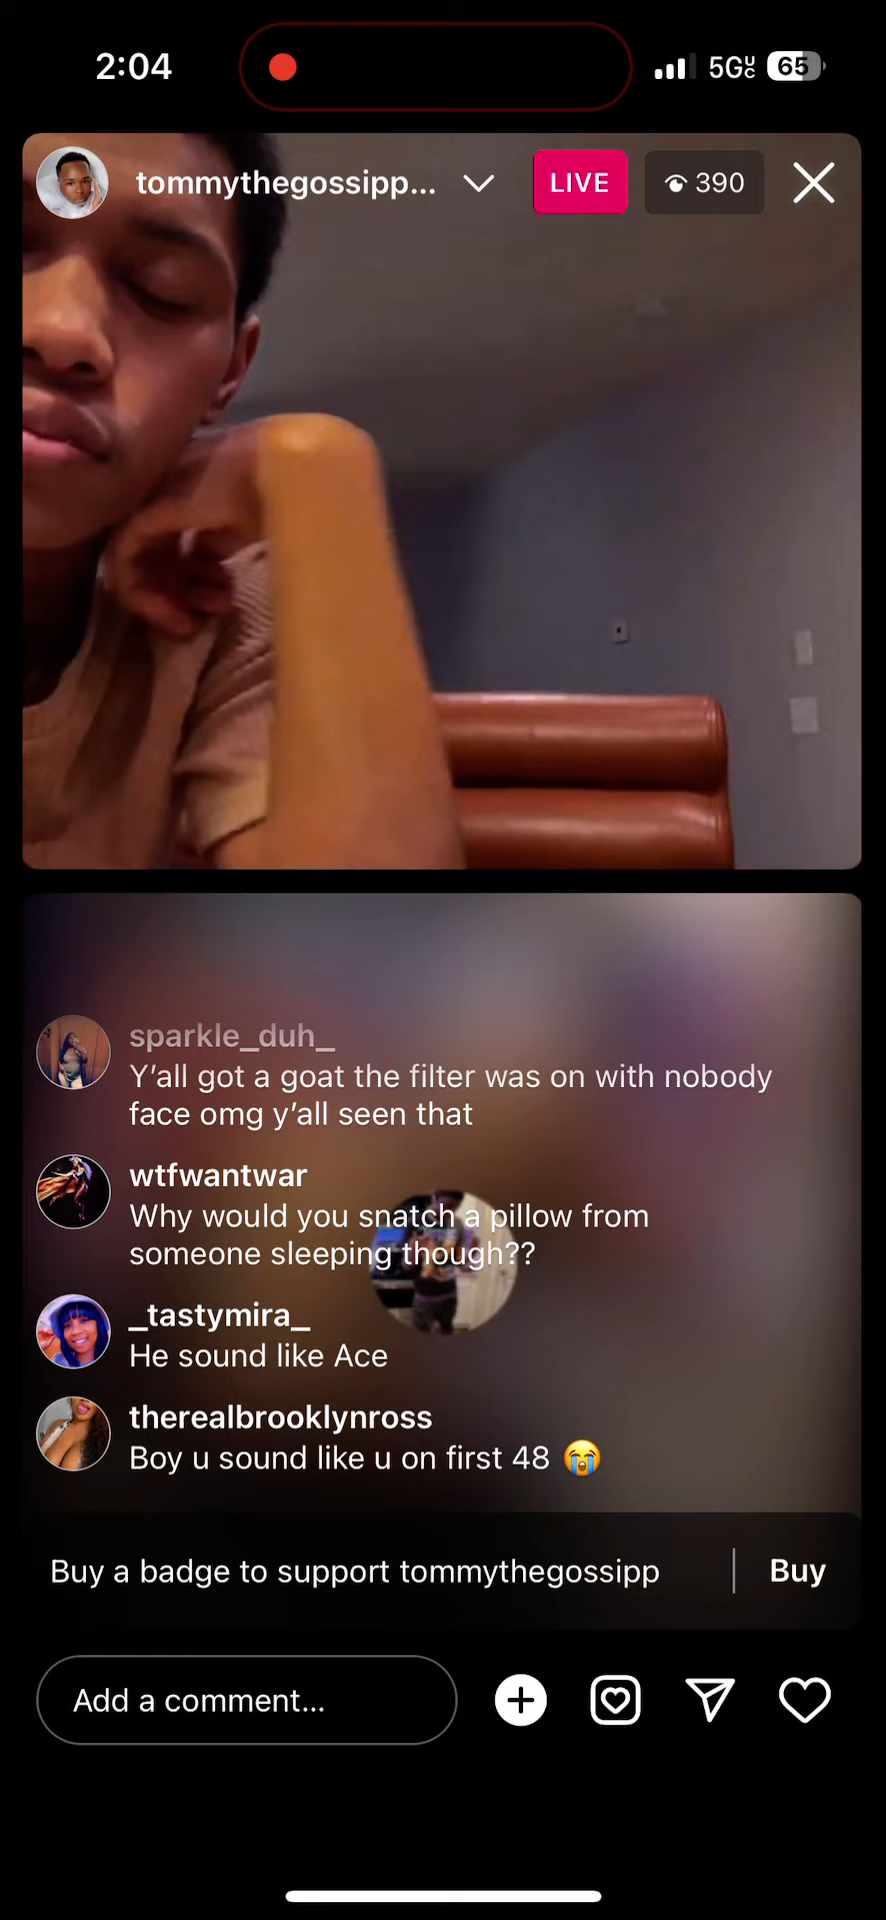 2:04
5GUC
65
tommythegossipp...
LIVE
390
sparkle_duh_
Y’all got a goat the filter was on with nobody
face omg y’all seen that
wtfwantwar
Why would you snatch a pillow from
someone sleeping though??
_tastymira_
He sound like Ace
therealbrooklynross
Boy u sound like u on first 48 😭
Buy a badge to support tommythegossipp
Buy
Add a comment...